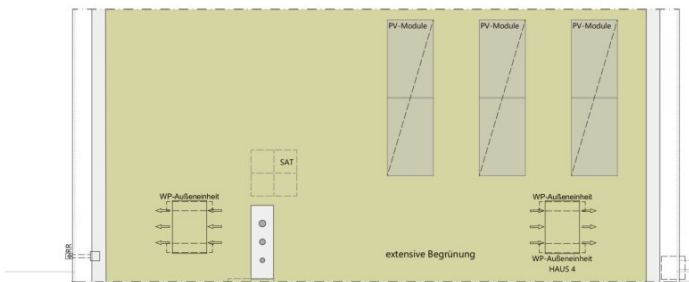 PV-Module
PV-Module
PV-Module
SAT
WP-Außeneinheit
WP-Außeneinheit
extensive Begrünung
WP-Außeneinheit
HAUS 4